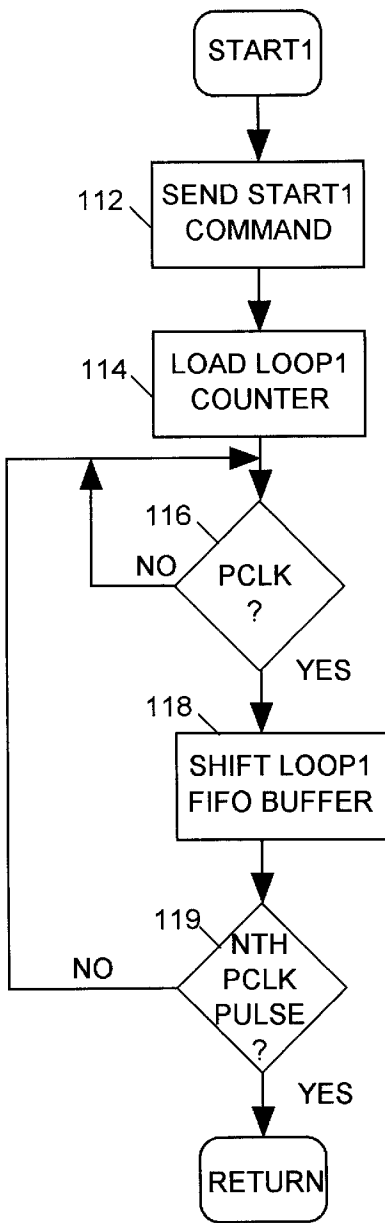 START1
112
SEND START1
COMMAND
114
LOAD LOOP1
COUNTER
116
NO
PCLK
?
YES
118
SHIFT LOOP1
FIFO BUFFER
119
NO
NTH
PCLK
PULSE
?
YES
RETURN